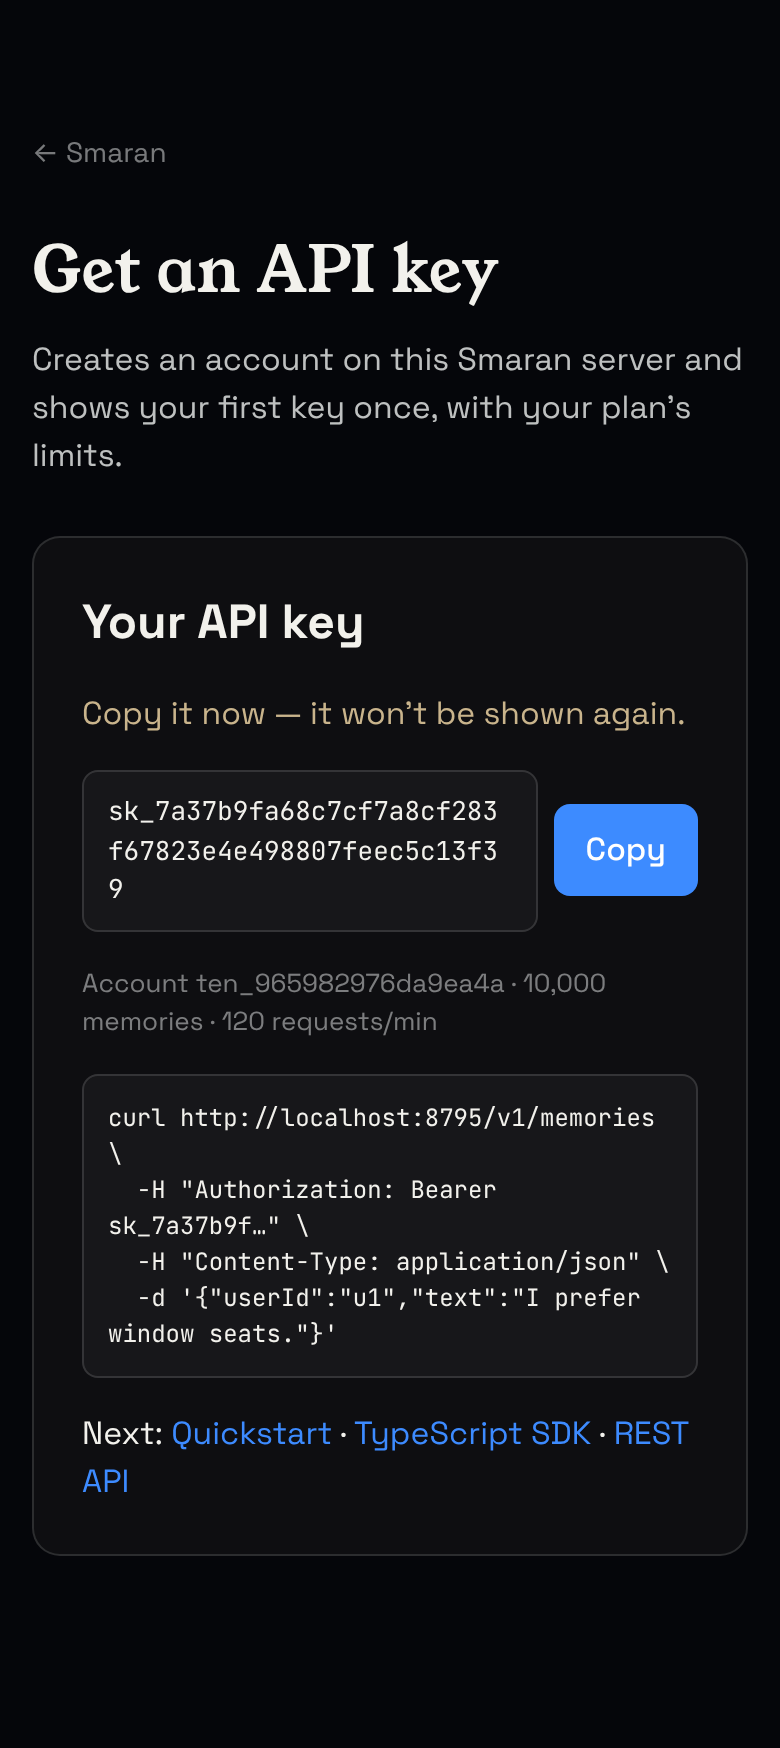 ← Smaran
Get an API key
Creates an account on this Smaran server and
shows your first key once, with your plan’s
limits.
Your API key
Copy it now — it won’t be shown again.
sk_7a37b9fa68c7cf7a8cf283
f67823e4e498807feec5c13f3
9
Copy
Account ten_965982976da9ea4a · 10,000
memories · 120 requests/min
curl http://localhost:8795/v1/memories
\
  -H "Authorization: Bearer
sk_7a37b9f…" \
  -H "Content-Type: application/json" \
  -d '{"userId":"u1","text":"I prefer
window seats."}'
Next: Quickstart · TypeScript SDK · REST
API